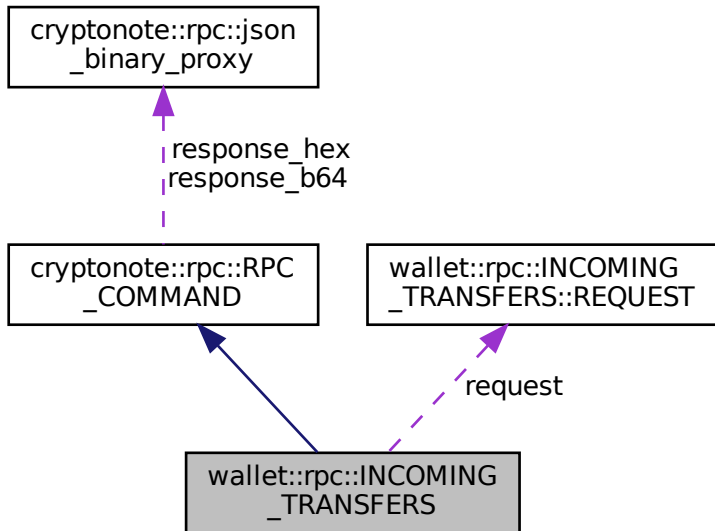 cryptonote::rpc::json
_binary_proxy
response_hex
response_b64
cryptonote::rpc::RPC
_COMMAND
wallet::rpc::INCOMING
_TRANSFERS::REQUEST
request
wallet::rpc::INCOMING
_TRANSFERS